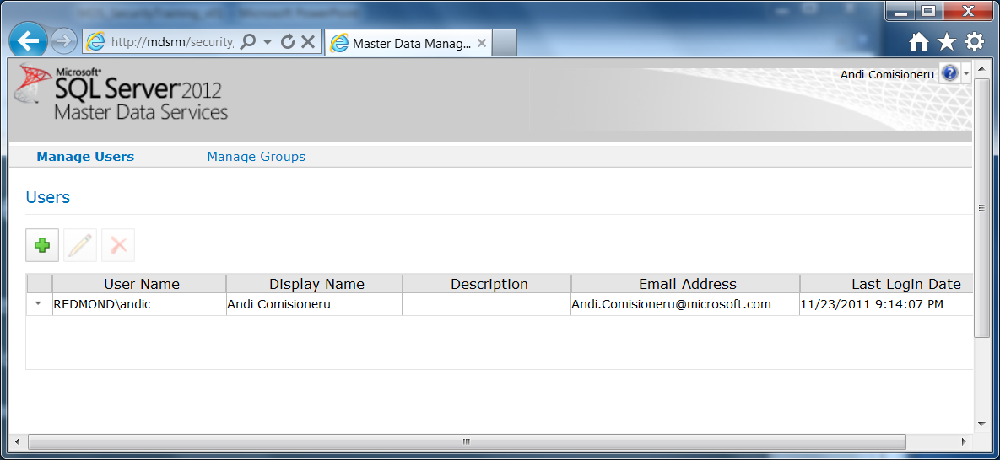 http://mdsrm/security,
Master Data Manag...
Microsoft®
SQL Server® 2012
Master Data Services
Andi Comisioneru
Manage Users Manage Groups
Users
User Name Display Name Description Email Address Last Login Date
REDMOND\andic Andi Comisioneru Andi.Comisioneru@microsoft.com 11/23/2011 9:14:07 PM